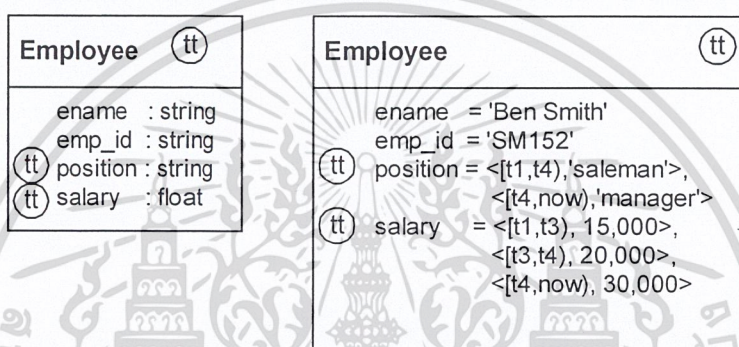 Employee tt
ename : string
emp_id : string
tt position : string
tt salary : float
Employee tt
ename = 'Ben Smith'
emp_id = 'SM152'
tt position = <[t1,t4),'saleman'>,
<[t4,now),'manager'>
tt salary = <[t1,t3), 15,000>,
<[t3,t4), 20,000>,
<[t4,now), 30,000>